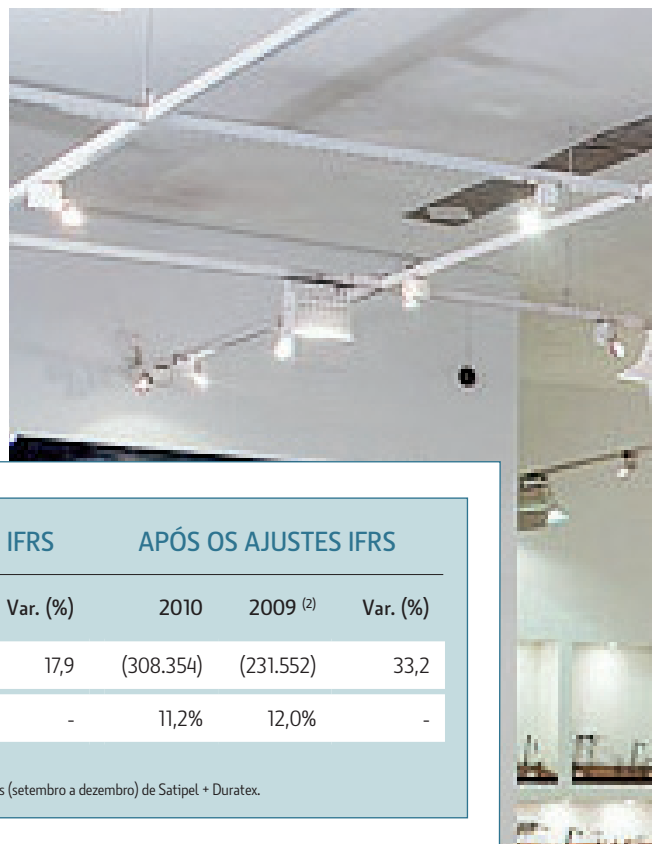 IFRS APÓS OS AJUSTES IFRS
Var. (%) 2010 2009 (2) Var. (%)
17,9 (308.354) (231.552) 33,2
- 11,2% 12,0% -
s (setembro a dezembro) de Satipel + Duratex.